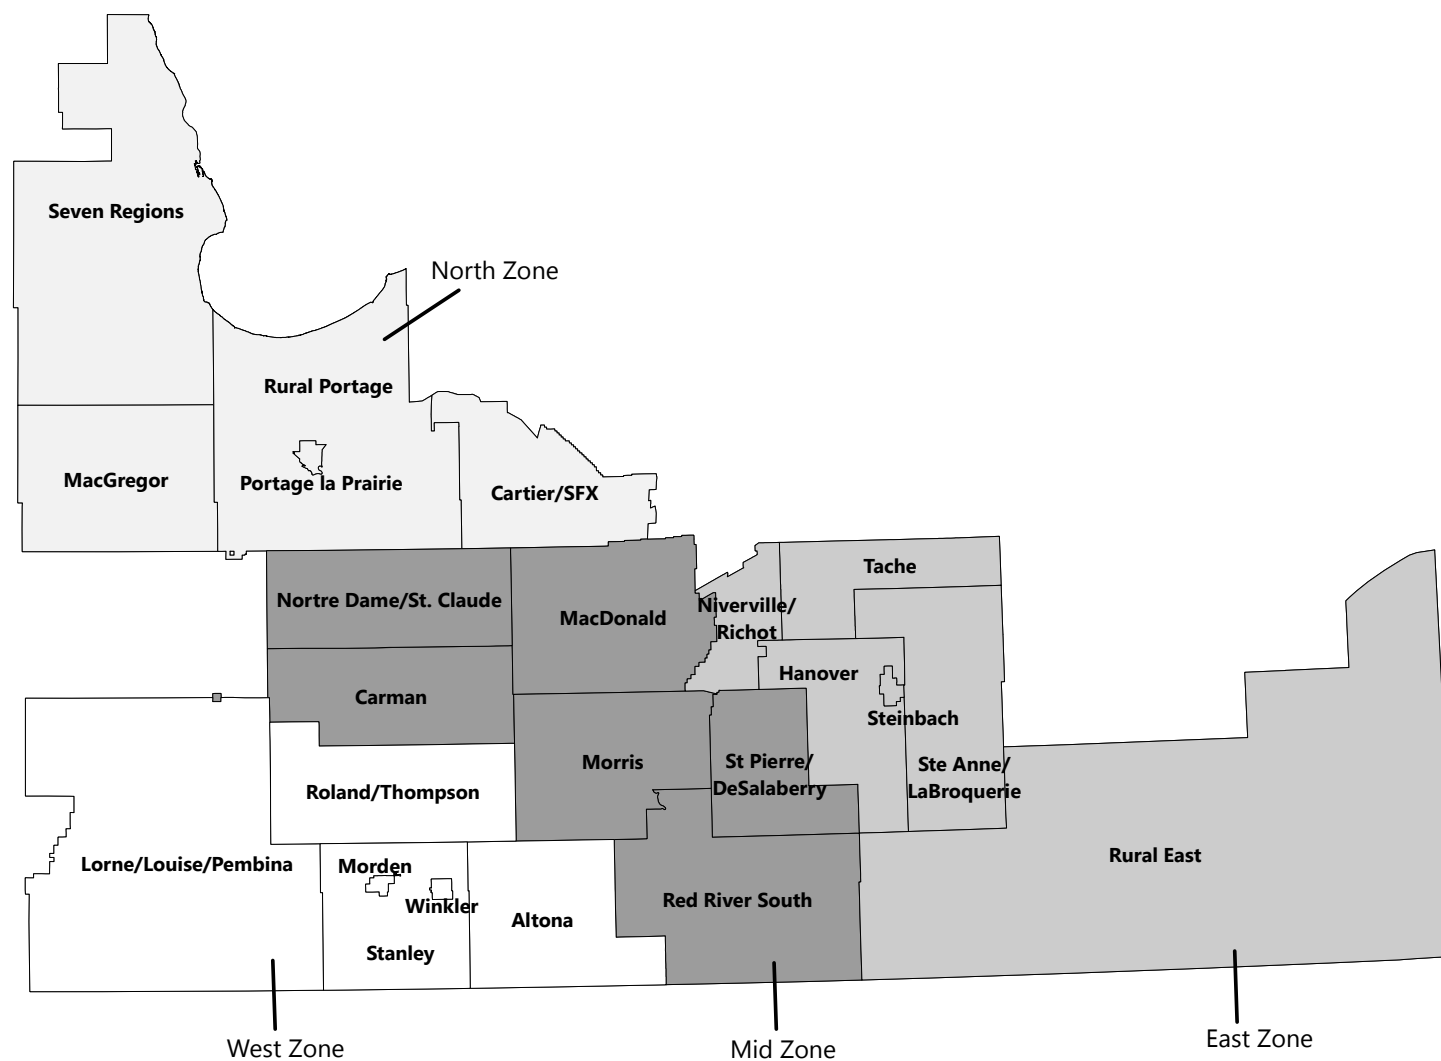 Seven Regions
North Zone
Rural Portage
MacGregor
Portage la Prairie
Cartier/SFX
Tache
Nortre Dame/St. Claude
MacDonald
Niverville/
Richot
Hanover
Carman
Steinbach
Morris
St Pierre/
DeSalaberry
Ste Anne/
LaBroquerie
Roland/Thompson
Rural East
Lorne/Louise/Pembina
Morden
Winkler
Altona
Red River South
Stanley
West Zone
Mid Zone
East Zone